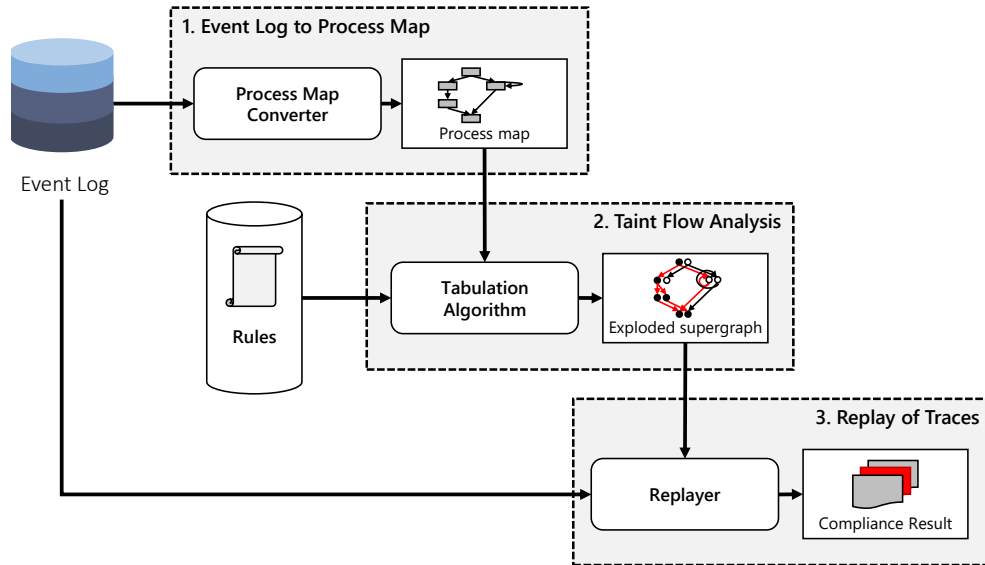 1. Event Log to Process Map
Process Map
Converter
Process map
Event Log
2. Taint Flow Analysis
Tabulation
Algorithm
Exploded supergraph
Rules
3. Replay of Traces
Replayer
Compliance Result